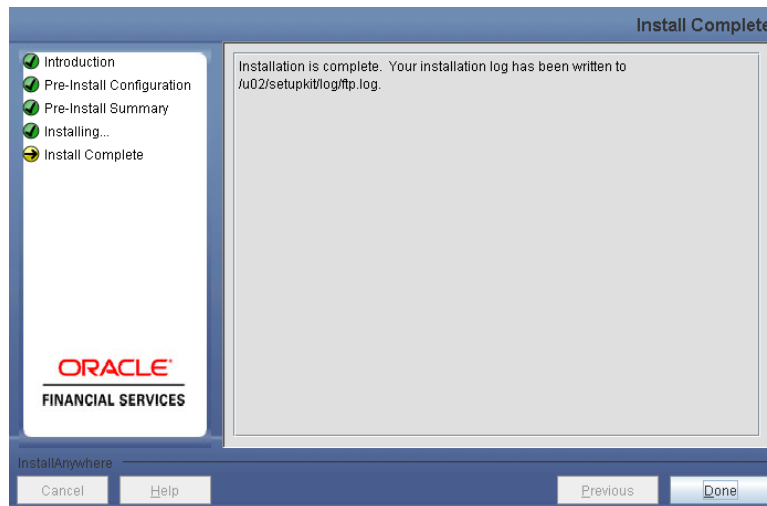 Install Complete
Introduction
Pre-Install Configuration
Pre-Install Summary
Installing...
Install Complete
Installation is complete. Your installation log has been written to
/u02/setupkit/log/ftp.log.
ORACLE
FINANCIAL SERVICES
InstallAnywhere
Cancel
Help
Previous
Done